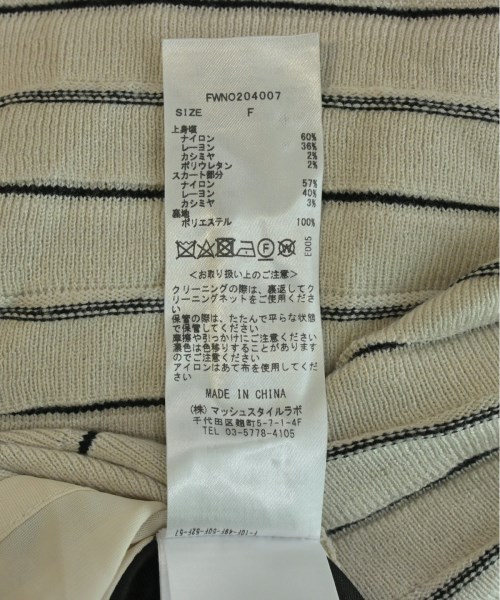 FWNO204007
SIZE F
上身頃
ナイロン 60%
レーヨン 36%
カシミヤ 2%
ポリウレタン 2%
スカート部分
ナイロン 57%
レーヨン 40%
カシミヤ 3%
裏地
ポリエステル 100%
F W
E005
<お取り扱い上のご注意>
クリーニングの際は、裏返してク
リーニングネットをご使用くださ
い
保管の際は、たたんで平らな状態
で保管してください
摩擦や引っかけにご注意ください
濃色は色移りすることがあります
のでご注意ください
アイロンはあて布を使用してくださ
い
MADE IN CHINA
(株) マッシュスタイルラボ
千代田区麹町5-7-1-4F
TEL 03-5778-4105